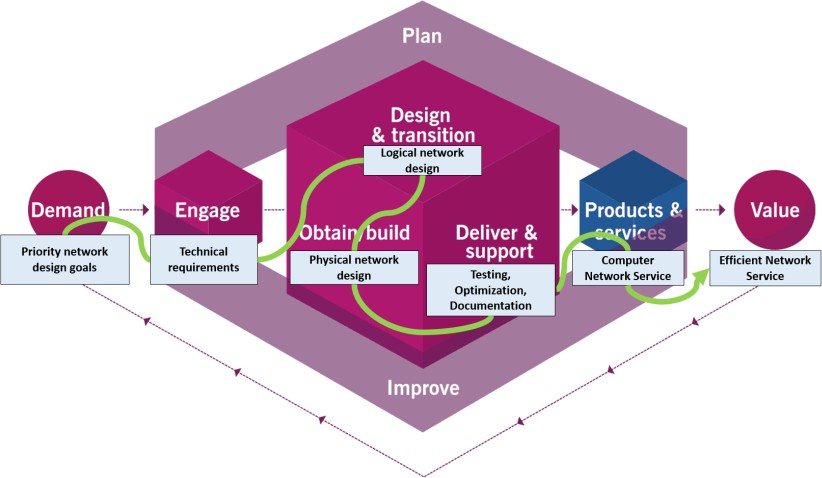 Plan
Design
& transition
Logical network
design
Demand
Engage
Obtain/build
Deliver &
support
Products &
services
Value
Priority network
design goals
Technical
requirements
Physical network
design
Testing,
Optimization,
Documentation
Computer
Network Service
Efficient Network
Service
Improve